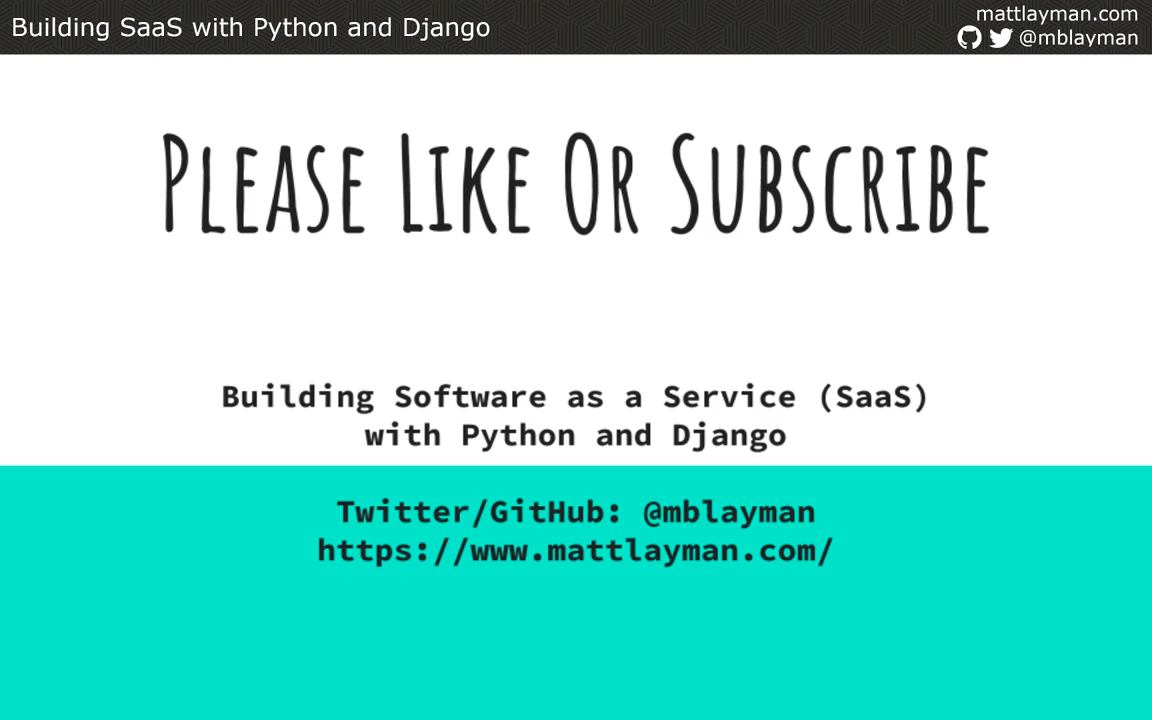 Building SaaS with Python and Django
mattlayman.com
@mblayman
Please Like Or Subscribe
Building Software as a Service (SaaS)
with Python and Django
Twitter/GitHub: @mblayman
https://www.mattlayman.com/